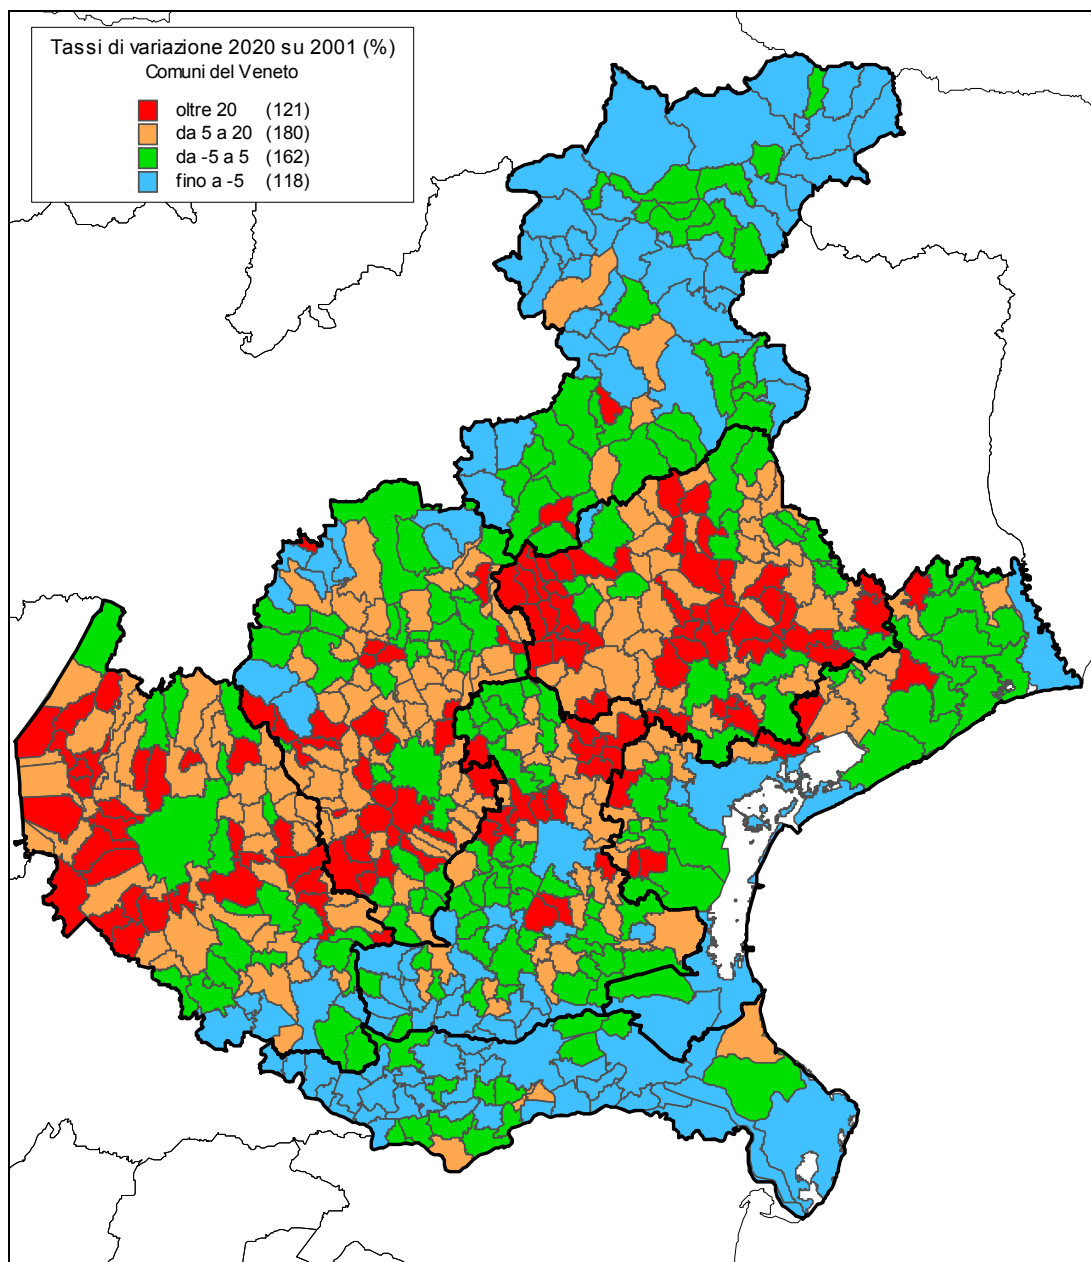 Tassi di variazione 2020 su 2001 (%)
Comuni del Veneto
oltre 20 (121)
da 5 a 20 (180)
da -5 a 5 (162)
fino a -5 (118)